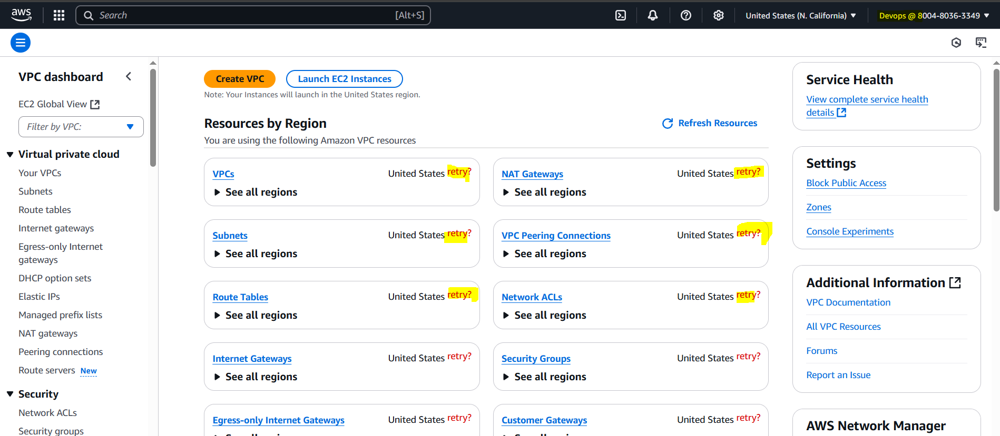 aws
Search [Alt+S]
United States (N. California)
Devops @ 8004-8036-3349
VPC dashboard
EC2 Global View
Filter by VPC:
Virtual private cloud
Your VPCs
Subnets
Route tables
Internet gateways
Egress-only Internet
gateways
DHCP option sets
Elastic IPs
Managed prefix lists
NAT gateways
Peering connections
Route servers New
Security
Network ACLs
Security groups
Create VPC
Launch EC2 Instances
Note: Your Instances will launch in the United States region.
Resources by Region
Refresh Resources
You are using the following Amazon VPC resources
VPCs United States retry?
See all regions
NAT Gateways United States retry?
See all regions
Subnets United States retry?
See all regions
VPC Peering Connections United States retry?
See all regions
Route Tables United States retry?
See all regions
Network ACLs United States retry?
See all regions
Internet Gateways United States retry?
See all regions
Security Groups United States retry?
See all regions
Egress-only Internet Gateways United States retry?
See all regions
Customer Gateways United States retry?
See all regions
Service Health
View complete service health
details
Settings
Block Public Access
Zones
Console Experiments
Additional Information
VPC Documentation
All VPC Resources
Forums
Report an Issue
AWS Network Manager